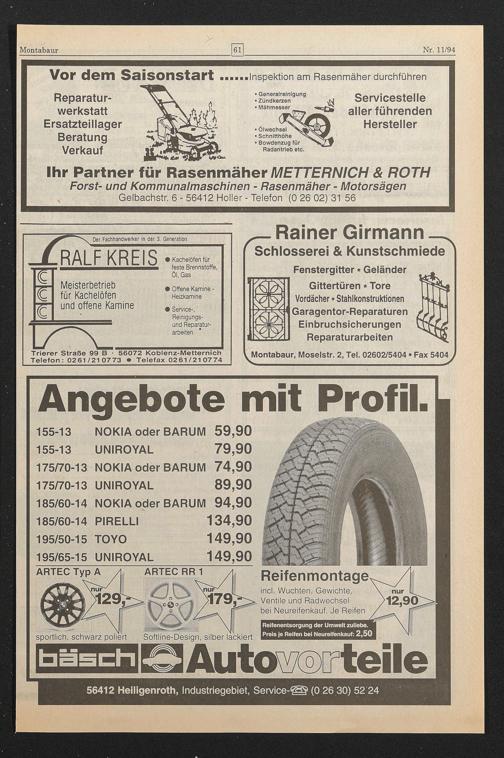 Montabaur 61 Nr. 11/94
Vor dem Saisonstart ......Inspektion am Rasenmäher durchführen
Reparatur-
werkstatt
Ersatzteillager
Beratung
Verkauf
• Generalreinigung
• Zündkerzen
• Mähmesser
• Ölwechsel
• Schnitthöhe
• Bowdenzug für
Radantrieb etc.
Servicestelle
aller führenden
Hersteller
Ihr Partner für Rasenmäher METTERNICH & ROTH
Forst- und Kommunalmaschinen - Rasenmäher - Motorsägen
Gelbachstr. 6 - 56412 Holler - Telefon (0 26 02) 31 56
Der Fachhandwerker in der 3. Generation
RALF KREIS
Meisterbetrieb
für Kachelöfen
und offene Kamine
• Kachelöfen für
feste Brennstoffe,
Öl, Gas
• Offene Kamine -
Heizkamine
• Service-,
Reinigungs-
und Reparatur-
arbeiten
Trierer Straße 99 B · 56072 Koblenz-Metternich
Telefon: 0261/210773 • Telefax 0261/210774
Rainer Girmann
Schlosserei & Kunstschmiede
Fenstergitter • Geländer
Gittertüren • Tore
Vordächer • Stahlkonstruktionen
Garagentor-Reparaturen
Einbruchsicherungen
Reparaturarbeiten
Montabaur, Moselstr. 2, Tel. 02602/5404 • Fax 5404
Angebote mit Profil.
155-13 NOKIA oder BARUM 59,90
155-13 UNIROYAL 79,90
175/70-13 NOKIA oder BARUM 74,90
175/70-13 UNIROYAL 89,90
185/60-14 NOKIA oder BARUM 94,90
185/60-14 PIRELLI 134,90
195/50-15 TOYO 149,90
195/65-15 UNIROYAL 149,90
ARTEC Typ A
nur
129,-
sportlich, schwarz poliert
ARTEC RR 1
nur
179,-
Softline-Design, silber lackiert
Reifenmontage
incl. Wuchten, Gewichte,
Ventile und Radwechsel
bei Neureifenkauf. Je Reifen
nur
12,90
Reifenentsorgung der Umwelt zuliebe.
Preis je Reifen bei Neureifenkauf: 2,50
bäsch Autovorteile
56412 Heiligenroth, Industriegebiet, Service-☎ (0 26 30) 52 24